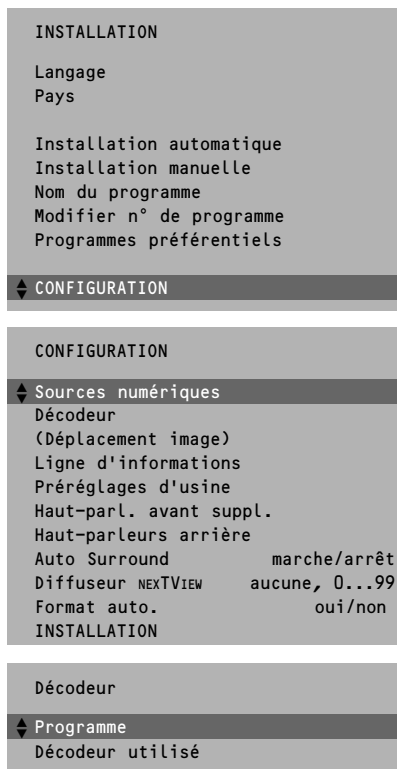 INSTALLATION
Langage
Pays
Installation automatique
Installation manuelle
Nom du programme
Modifier n° de programme
Programmes préférentiels
CONFIGURATION
CONFIGURATION
Sources numériques
Décodeur
(Déplacement image)
Ligne d'informations
Préréglages d'usine
Haut-parl. avant suppl.
Haut-parleurs arrière
Auto Surround marche/arrêt
Diffuseur NEXTVIEW aucune, 0...99
Format auto. oui/non
INSTALLATION
Décodeur
Programme
Décodeur utilisé